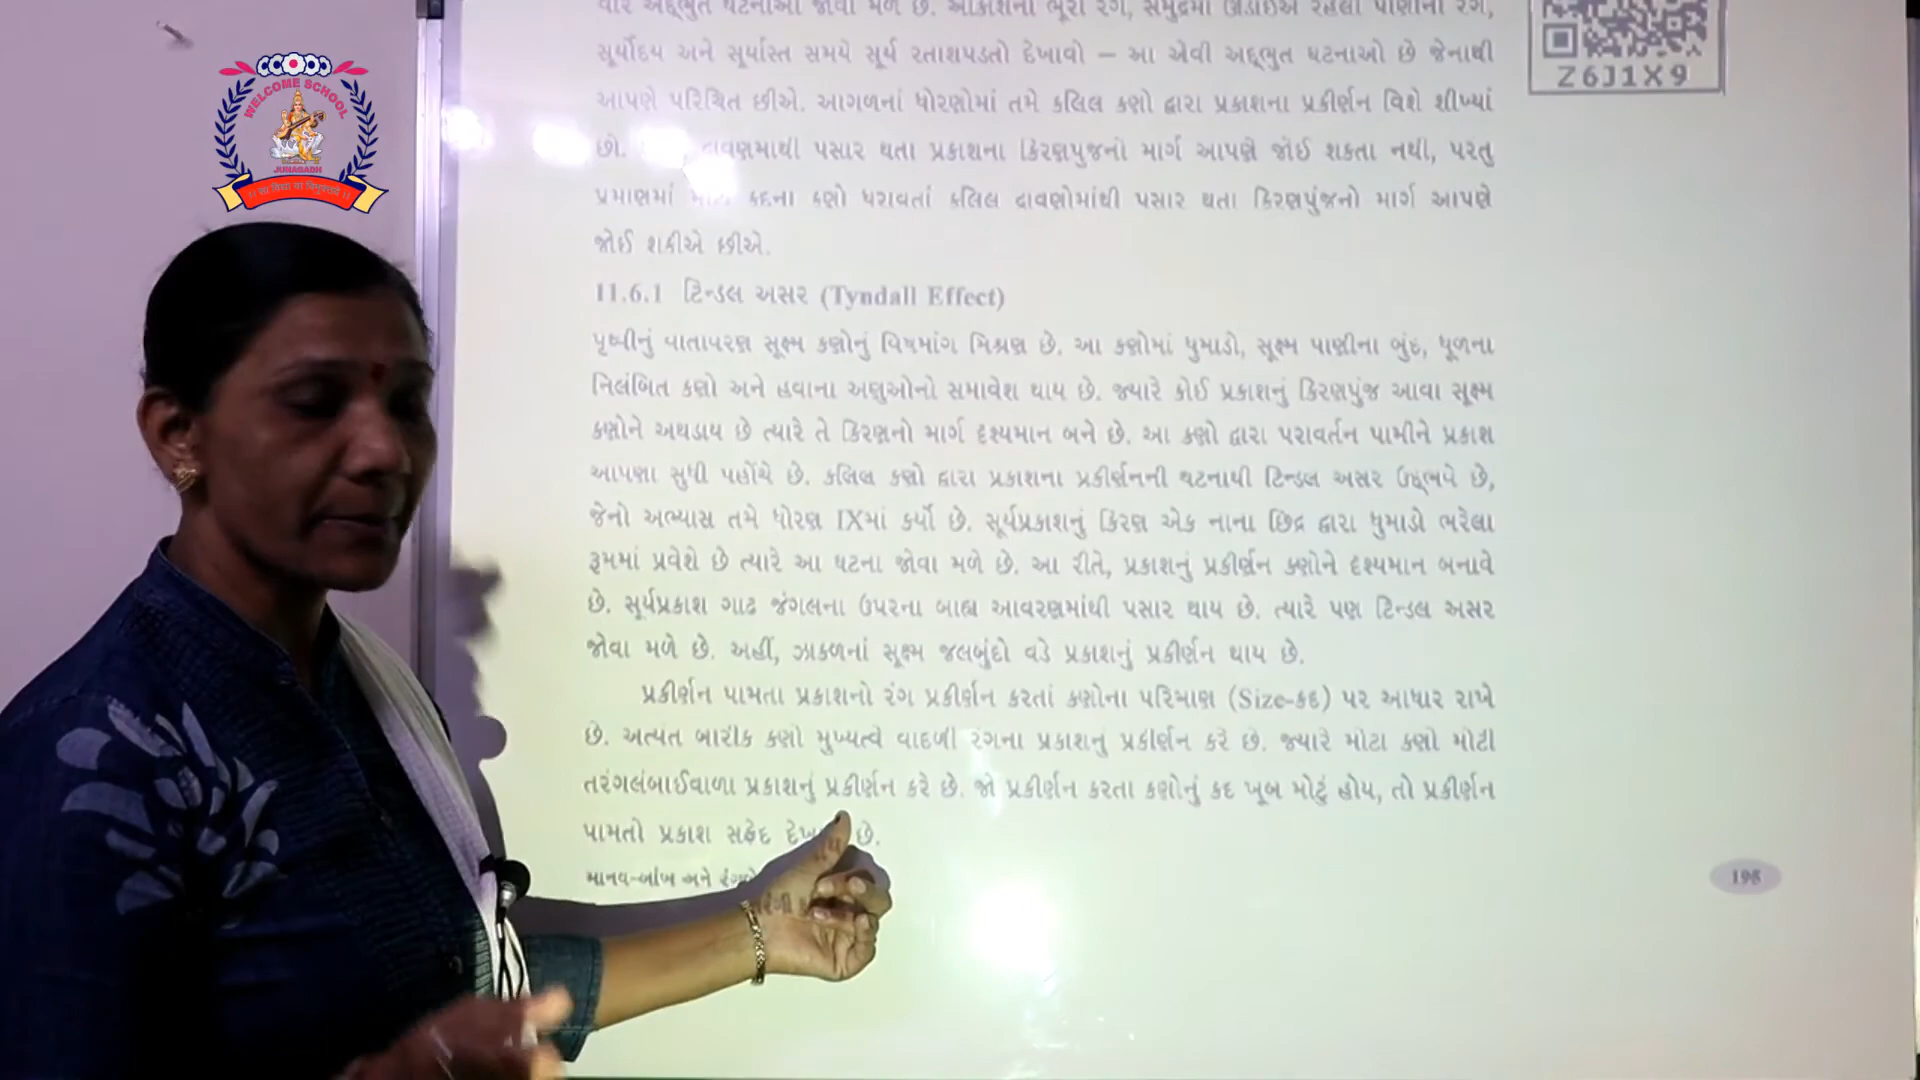 સૂર્યોદય અને સૂર્યાસ્ત સમયે સૂર્ય રતાશપડતો દેખાવો – આ એવી અદ્ભુત ઘટનાઓ છે જેનાથી
આપણે પરિચિત છીએ. આગળનાં ધોરણોમાં તમે કલિલ કણો દ્વારા પ્રકાશના પ્રકીર્ણન વિશે શીખ્યાં
છો. દ્રાવણમાંથી પસાર થતા પ્રકાશના કિરણપુંજનો માર્ગ આપણે જોઈ શકતા નથી, પરંતુ
પ્રમાણમાં કદના કણો ધરાવતાં કલિલ દ્રાવણોમાંથી પસાર થતા કિરણપુંજનો માર્ગ આપણે
જોઈ શકીએ છીએ.
11.6.1 ટિન્ડલ અસર (Tyndall Effect)
પૃથ્વીનું વાતાવરણ સૂક્ષ્મ કણોનું વિષમાંગ મિશ્રણ છે. આ કણોમાં ધુમાડો, સૂક્ષ્મ પાણીના બુંદ, ધૂળના
નિલંબિત કણો અને હવાના અણુઓનો સમાવેશ થાય છે. જ્યારે કોઈ પ્રકાશનું કિરણપુંજ આવા સૂક્ષ્મ
કણોને અથડાય છે ત્યારે તે કિરણનો માર્ગ દૃશ્યમાન બને છે. આ કણો દ્વારા પરાવર્તન પામીને પ્રકાશ
આપણા સુધી પહોંચે છે. કલિલ કણો દ્વારા પ્રકાશના પ્રકીર્ણનની ઘટનાથી ટિન્ડલ અસર ઉદ્ભવે છે,
જેનો અભ્યાસ તમે ધોરણ IXમાં કર્યો છે. સૂર્યપ્રકાશનું કિરણ એક નાના છિદ્ર દ્વારા ધુમાડો ભરેલા
રૂમમાં પ્રવેશે છે ત્યારે આ ઘટના જોવા મળે છે. આ રીતે, પ્રકાશનું પ્રકીર્ણન કણોને દૃશ્યમાન બનાવે
છે. સૂર્યપ્રકાશ ગાઢ જંગલના ઉપરના બાહ્ય આવરણમાંથી પસાર થાય છે. ત્યારે પણ ટિન્ડલ અસર
જોવા મળે છે. અહીં, ઝાકળનાં સૂક્ષ્મ જલબુંદો વડે પ્રકાશનું પ્રકીર્ણન થાય છે.
પ્રકીર્ણન પામતા પ્રકાશનો રંગ પ્રકીર્ણન કરતાં કણોના પરિમાણ (Size-કદ) પર આધાર રાખે
છે. અત્યંત બારીક કણો મુખ્યત્વે વાદળી રંગના પ્રકાશનું પ્રકીર્ણન કરે છે. જ્યારે મોટા કણો મોટી
તરંગલંબાઈવાળા પ્રકાશનું પ્રકીર્ણન કરે છે. જો પ્રકીર્ણન કરતા કણોનું કદ ખૂબ મોટું હોય, તો પ્રકીર્ણન
પામતો પ્રકાશ સફેદ છે.
માનવ-આંખ અને
198
Z6J1X9
WELCOME SCHOOL
JUNAGADH
॥ सा विद्या या विमुक्तये ॥